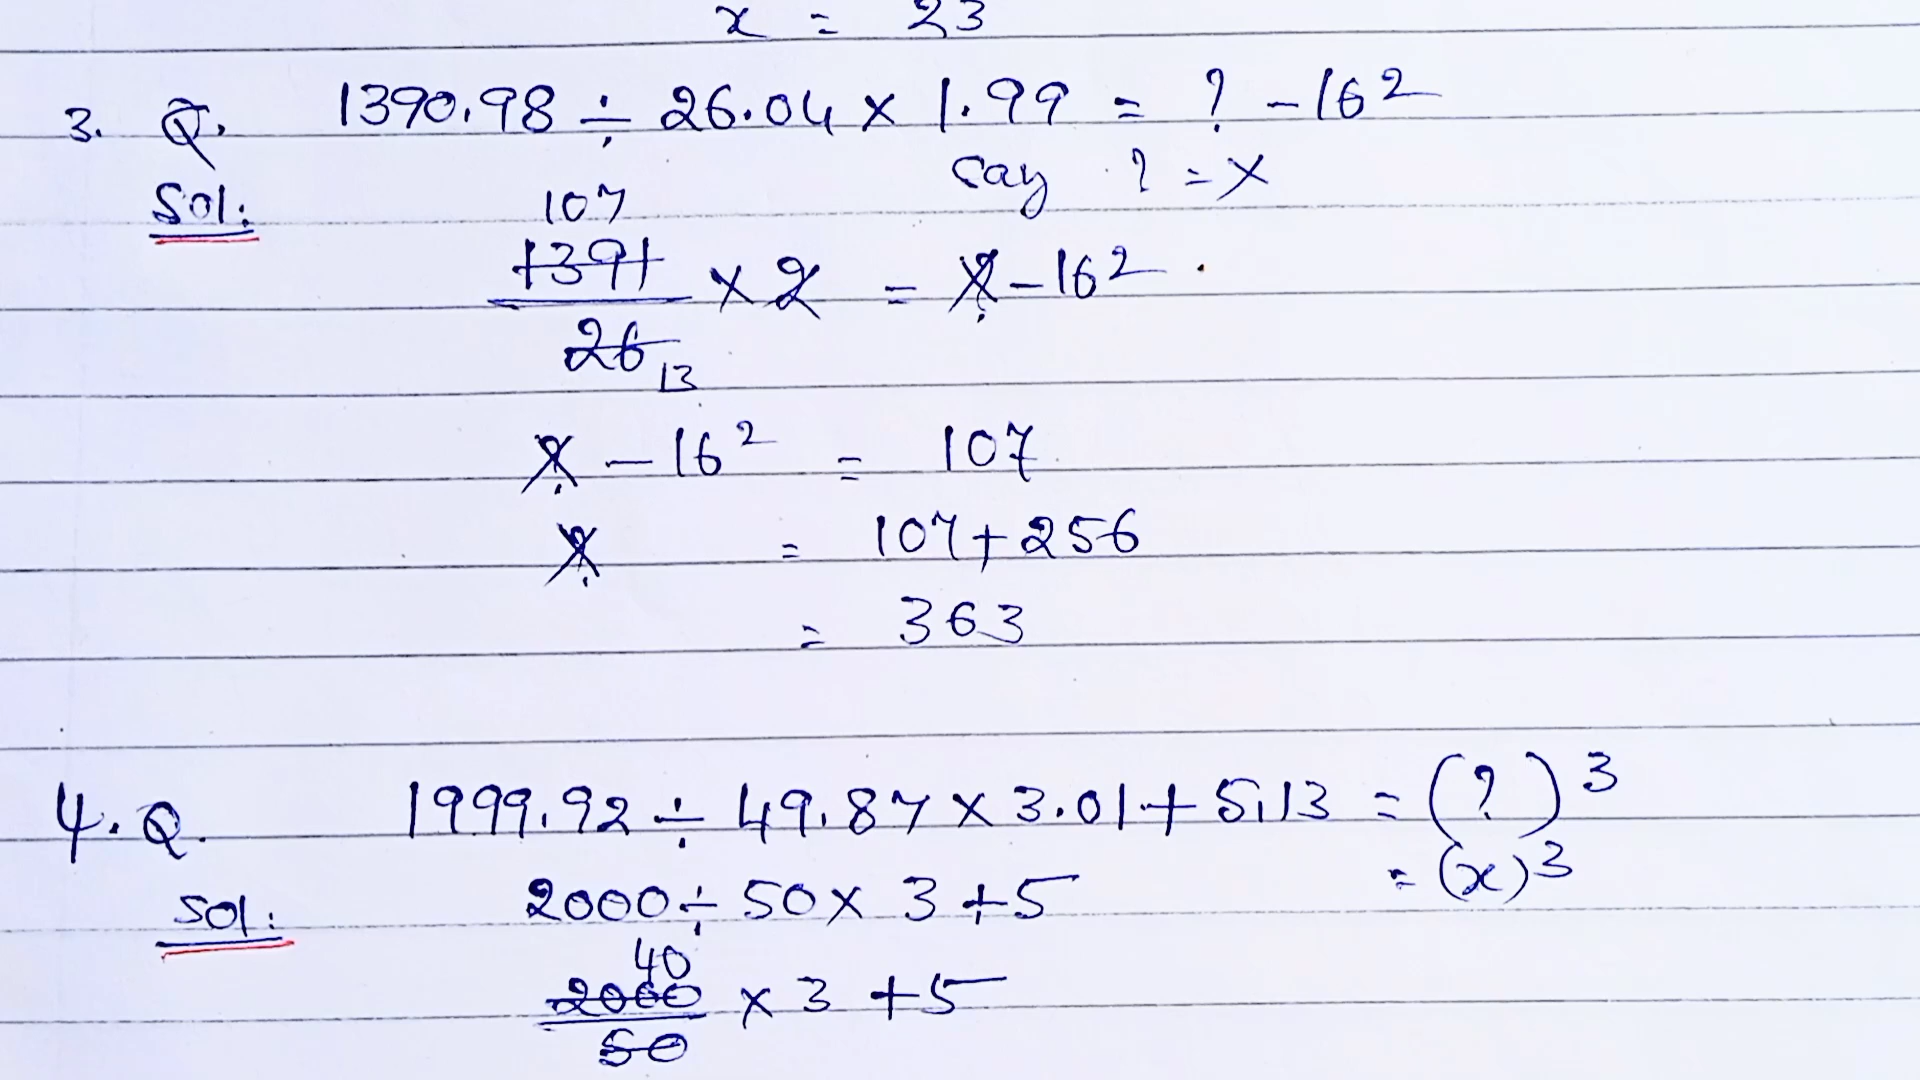 x = 23
3. Q. 1390.98 ÷ 26.04 × 1.99 = ? - 16²
say ? = x
Sol:
107
1391
26 × 2 = x - 16²
13
x - 16² = 107
x = 107 + 256
= 363
4. Q. 1999.92 ÷ 49.87 × 3.01 + 5.13 = (?)³
= (x)³
Sol: 2000 ÷ 50 × 3 + 5
40
2000
50 × 3 + 5